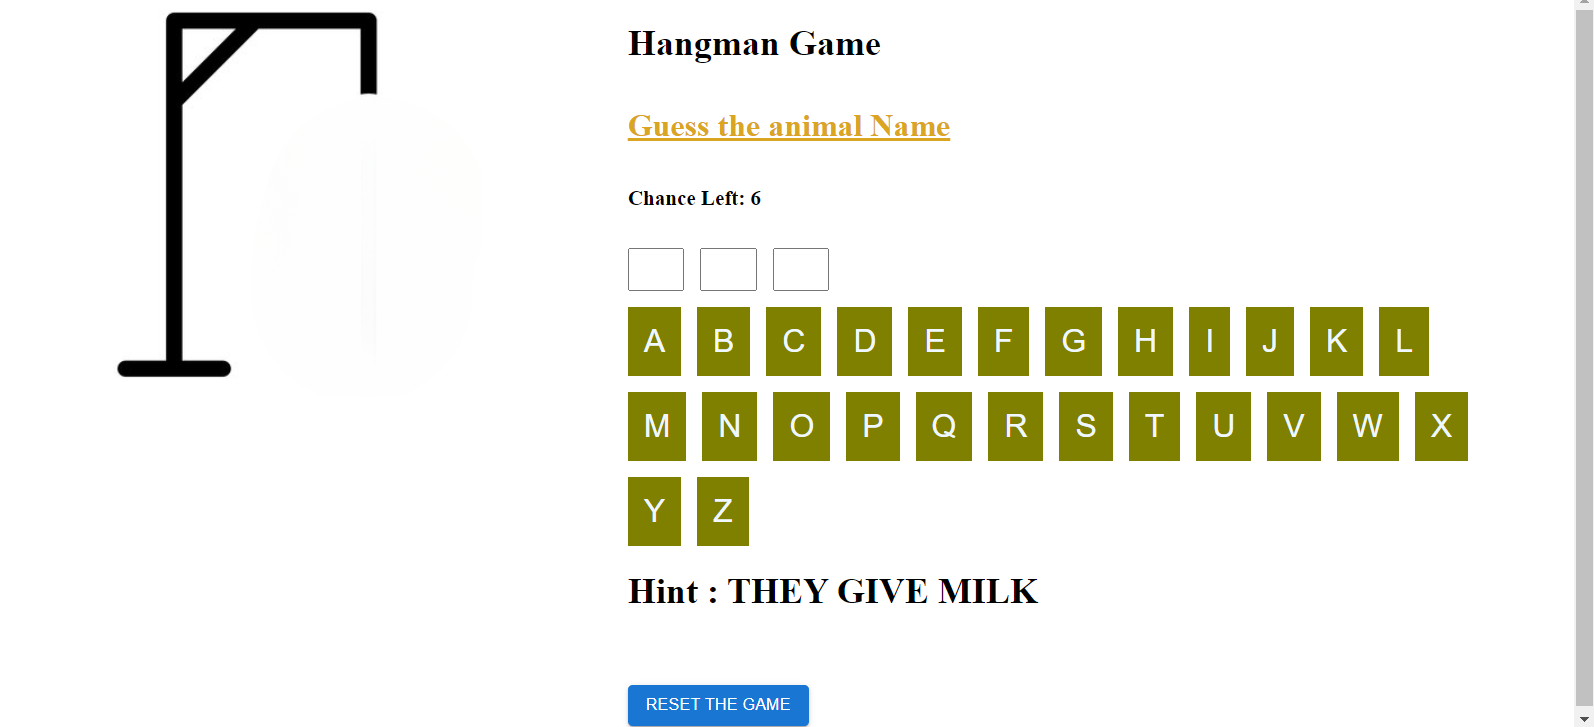 Hangman Game
Guess the animal Name
Chance Left: 6
A B C D E F G H I J K L
M N O P Q R S T U V W X
Y Z
Hint : THEY GIVE MILK
RESET THE GAME